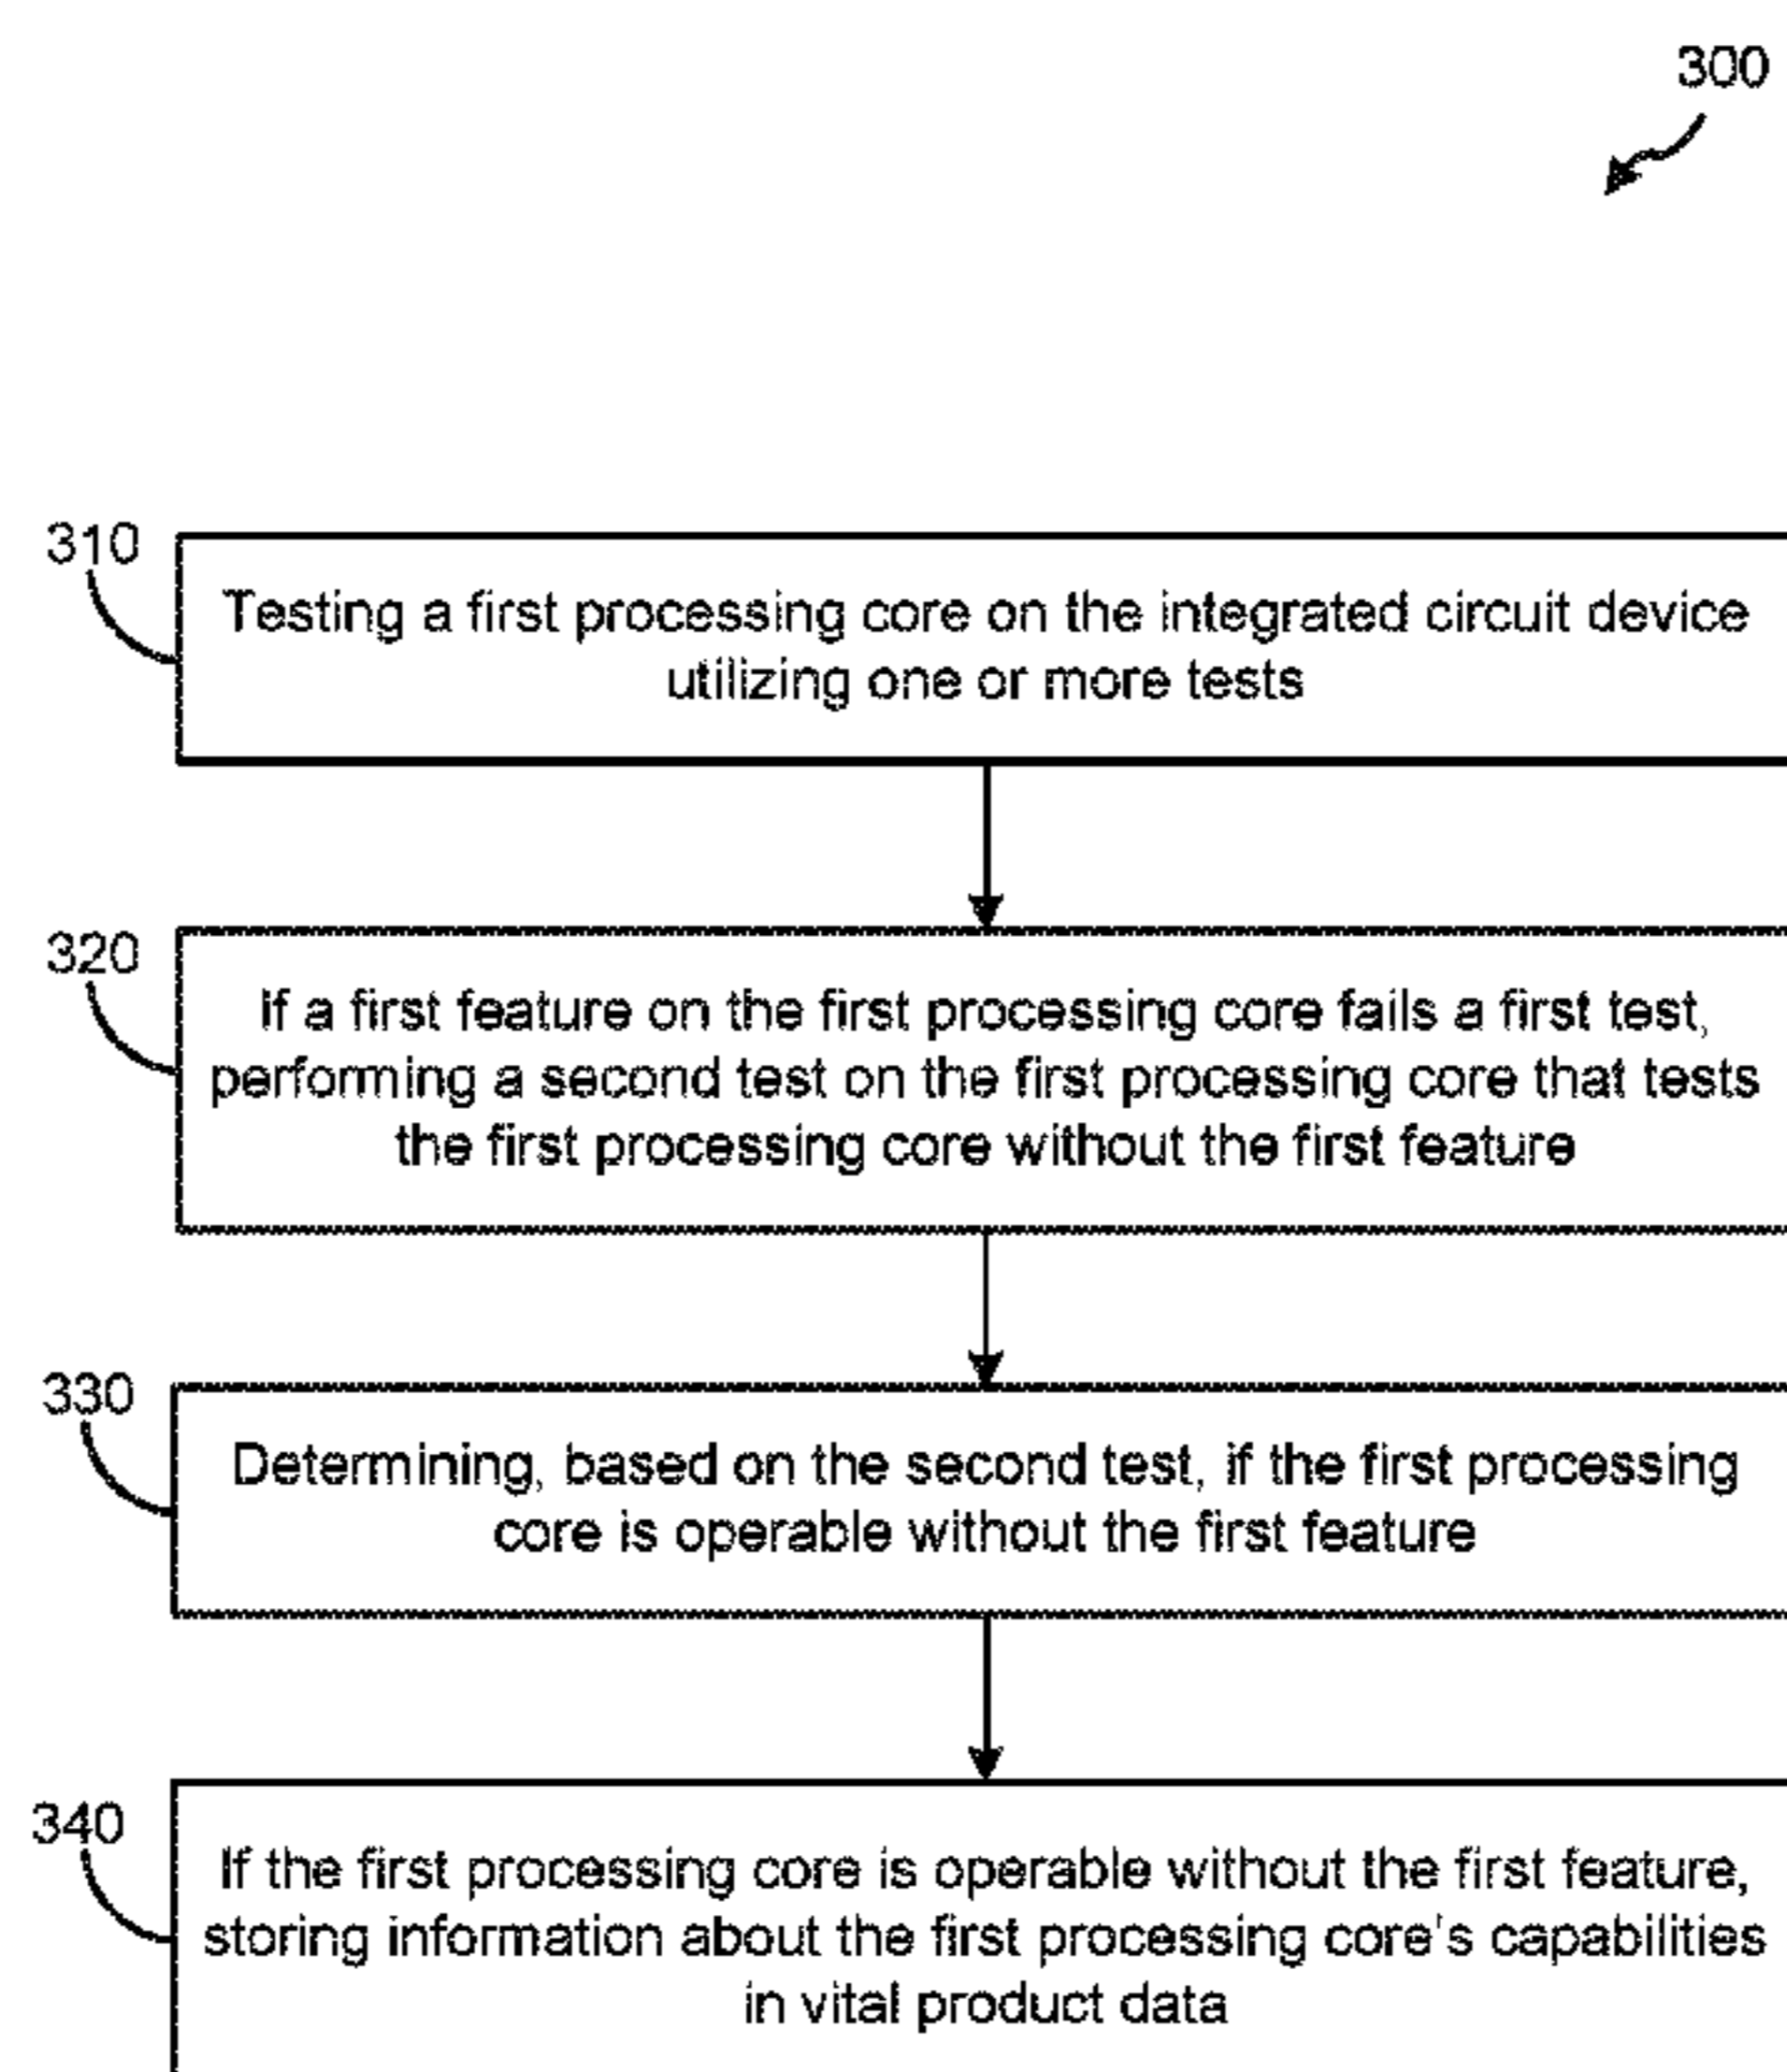 300
310
Testing a first processing core on the integrated circuit device
utilizing one or more tests
320
If a first feature on the first processing core fails a first test,
performing a second test on the first processing core that tests
the first processing core without the first feature
330
Determining, based on the second test, if the first processing
core is operable without the first feature
340
If the first processing core is operable without the first feature,
storing information about the first processing core's capabilities
in vital product data